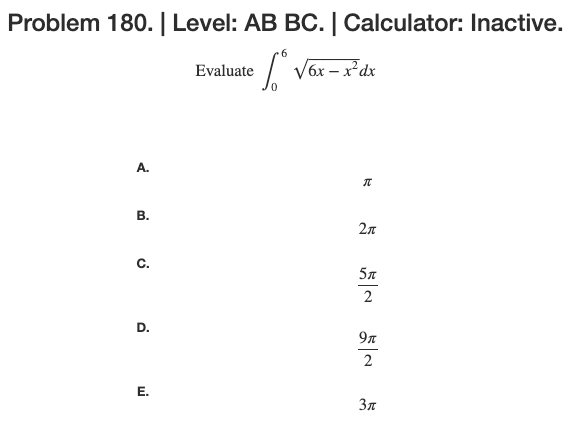 Problem 180. | Level: AB BC. | Calculator: Inactive.
Evaluate ∫₀⁶ √(6x – x²) dx
A. π
B. 2π
C. 5π/2
D. 9π/2
E. 3π